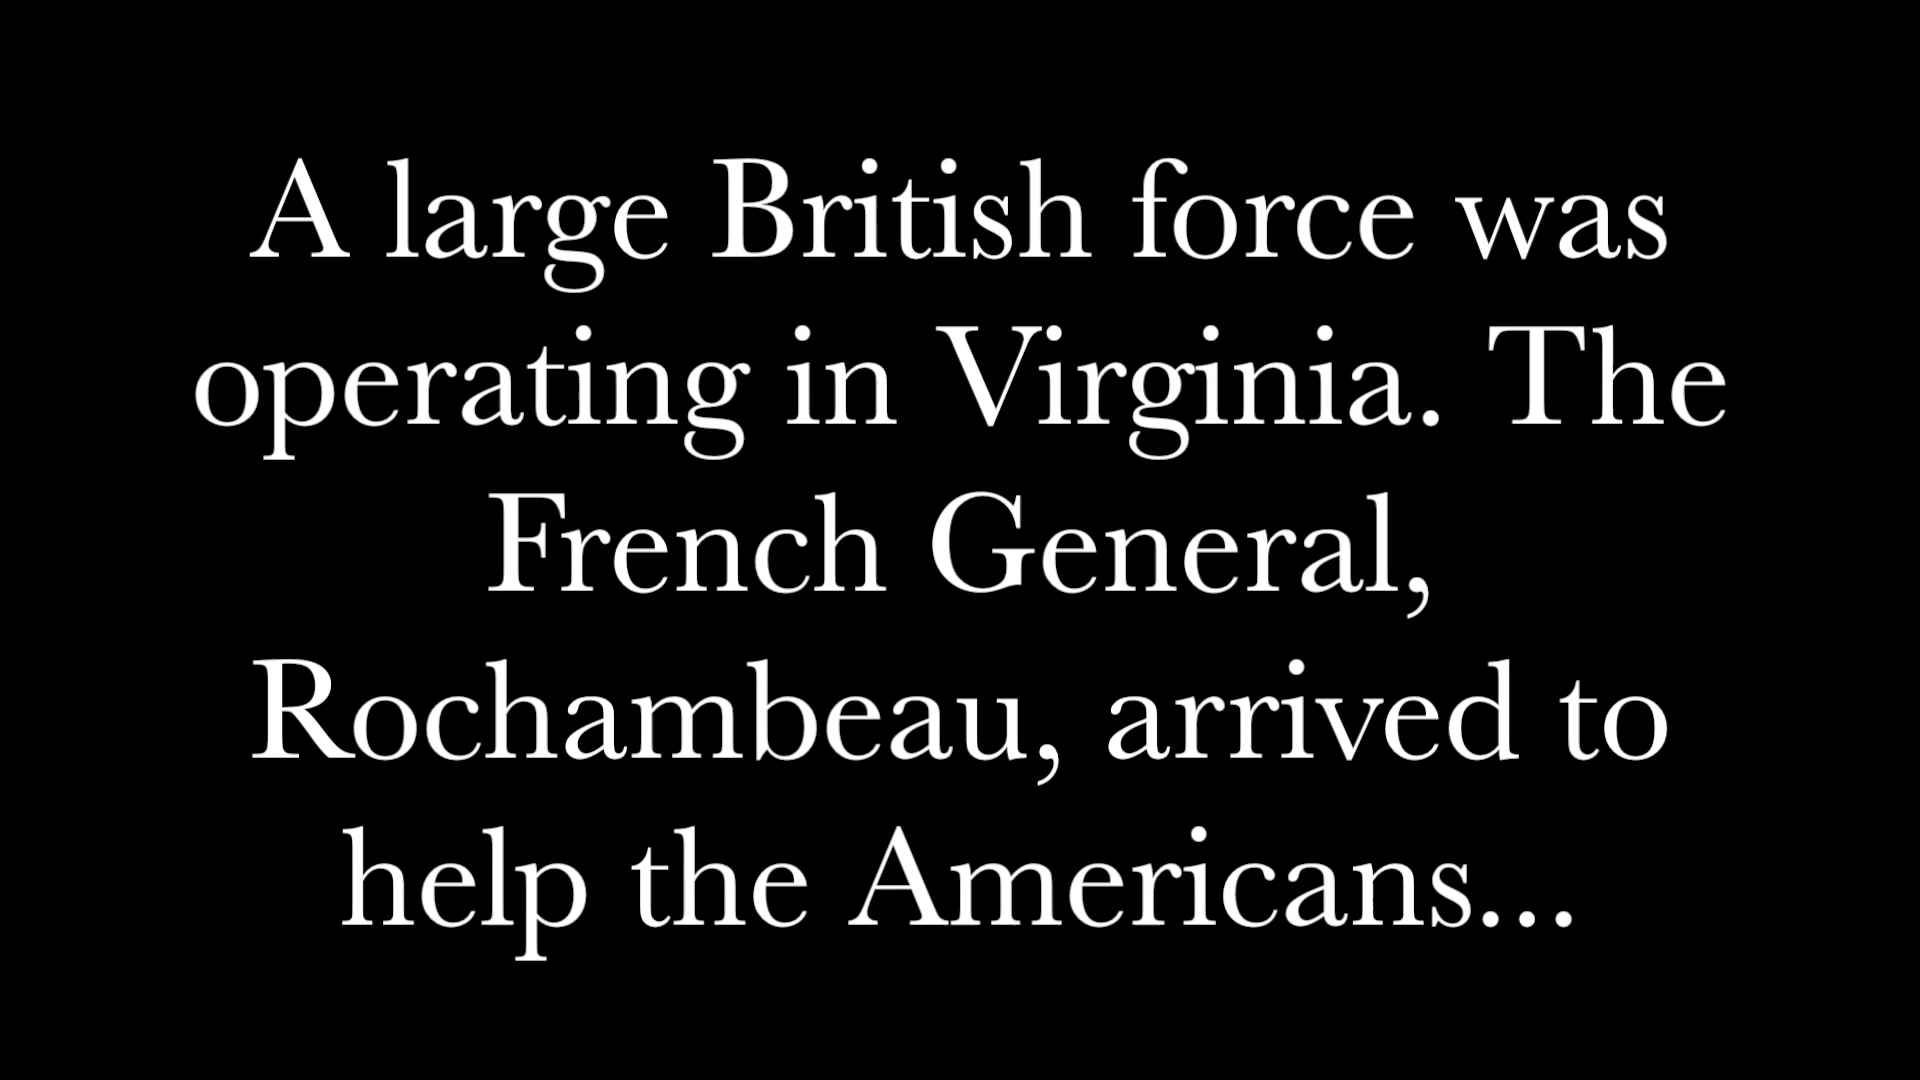 A large British force was
operating in Virginia. The
French General,
Rochambeau, arrived to
help the Americans...